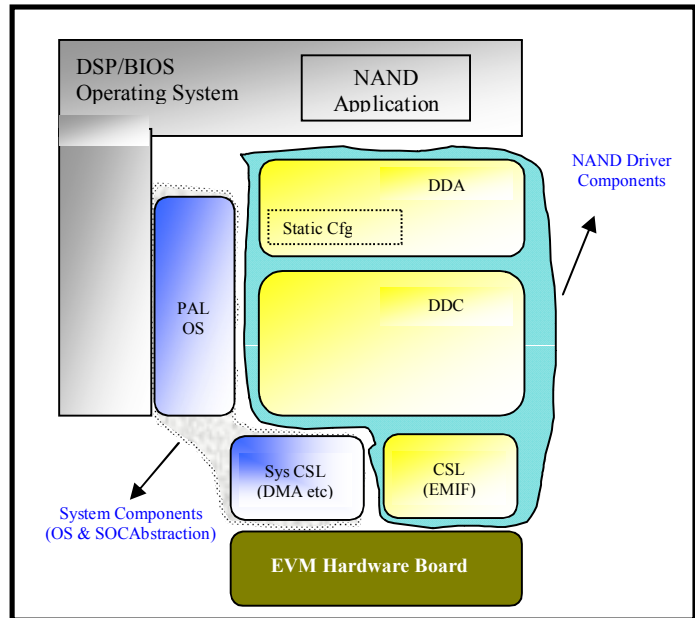 DSP/BIOS
Operating System
NAND
Application
NAND Driver
Components
DDA
Static Cfg
PAL
OS
DDC
Sys CSL
(DMA etc)
CSL
(EMIF)
System Components
(OS & SOCAbstraction)
EVM Hardware Board